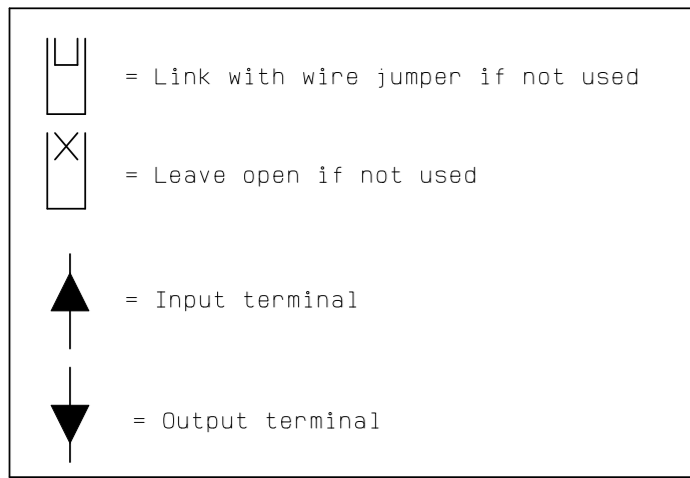 = Link with wire jumper if not used
= Leave open if not used
= Input terminal
= Output terminal